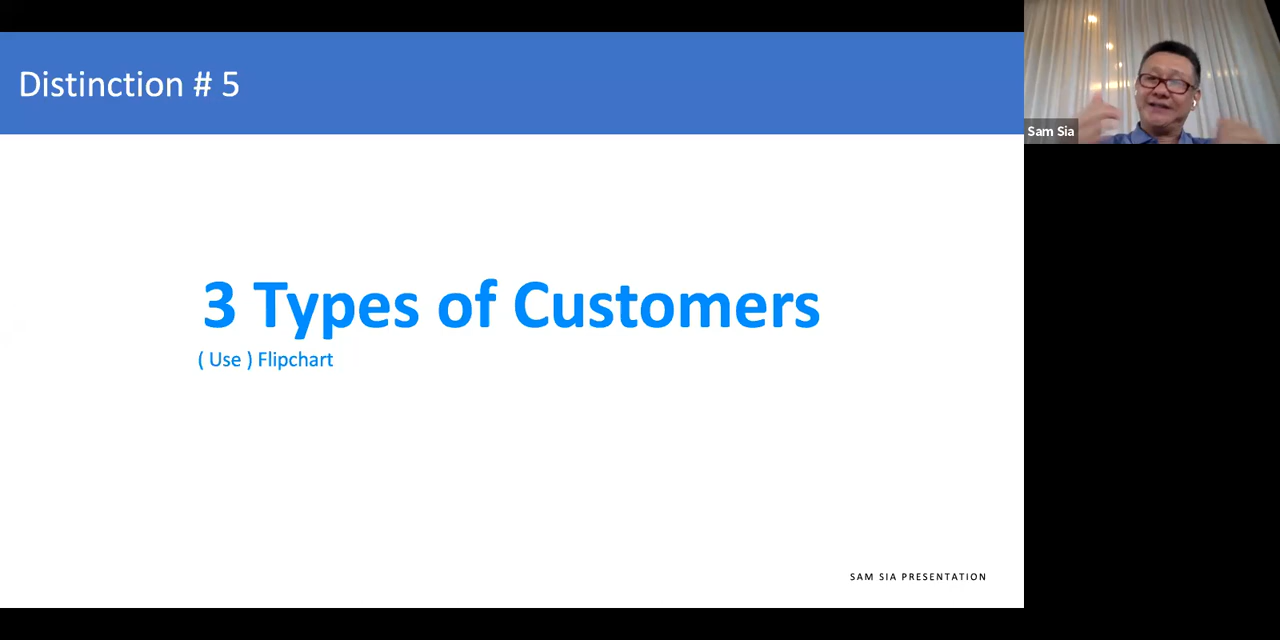 Distinction # 5
3 Types of Customers
( Use ) Flipchart
SAM SIA PRESENTATION
Sam Sia